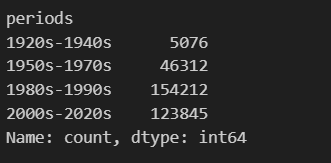 periods
1920s-1940s      5076
1950s-1970s     46312
1980s-1990s    154212
2000s-2020s    123845
Name: count, dtype: int64